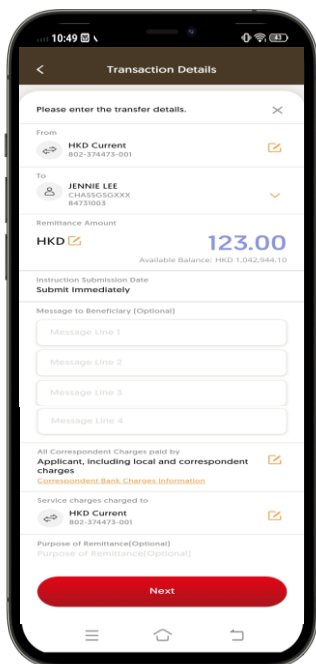 10:49
43
Transaction Details
Please enter the transfer details.
From
HKD Current
802-374473-001
To
JENNIE LEE
CHASSGSGXXX
84731003
Remittance Amount
HKD
123.00
Available Balance: HKD 1,042,944.10
Instruction Submission Date
Submit Immediately
Message to Beneficiary (Optional)
Message Line 1
Message Line 2
Message Line 3
Message Line 4
All Correspondent Charges paid by
Applicant, including local and correspondent
charges
Correspondent Bank Charges Information
Service charges charged to
HKD Current
802-374473-001
Purpose of Remittance(Optional)
Purpose of Remittance(Optional)
Next